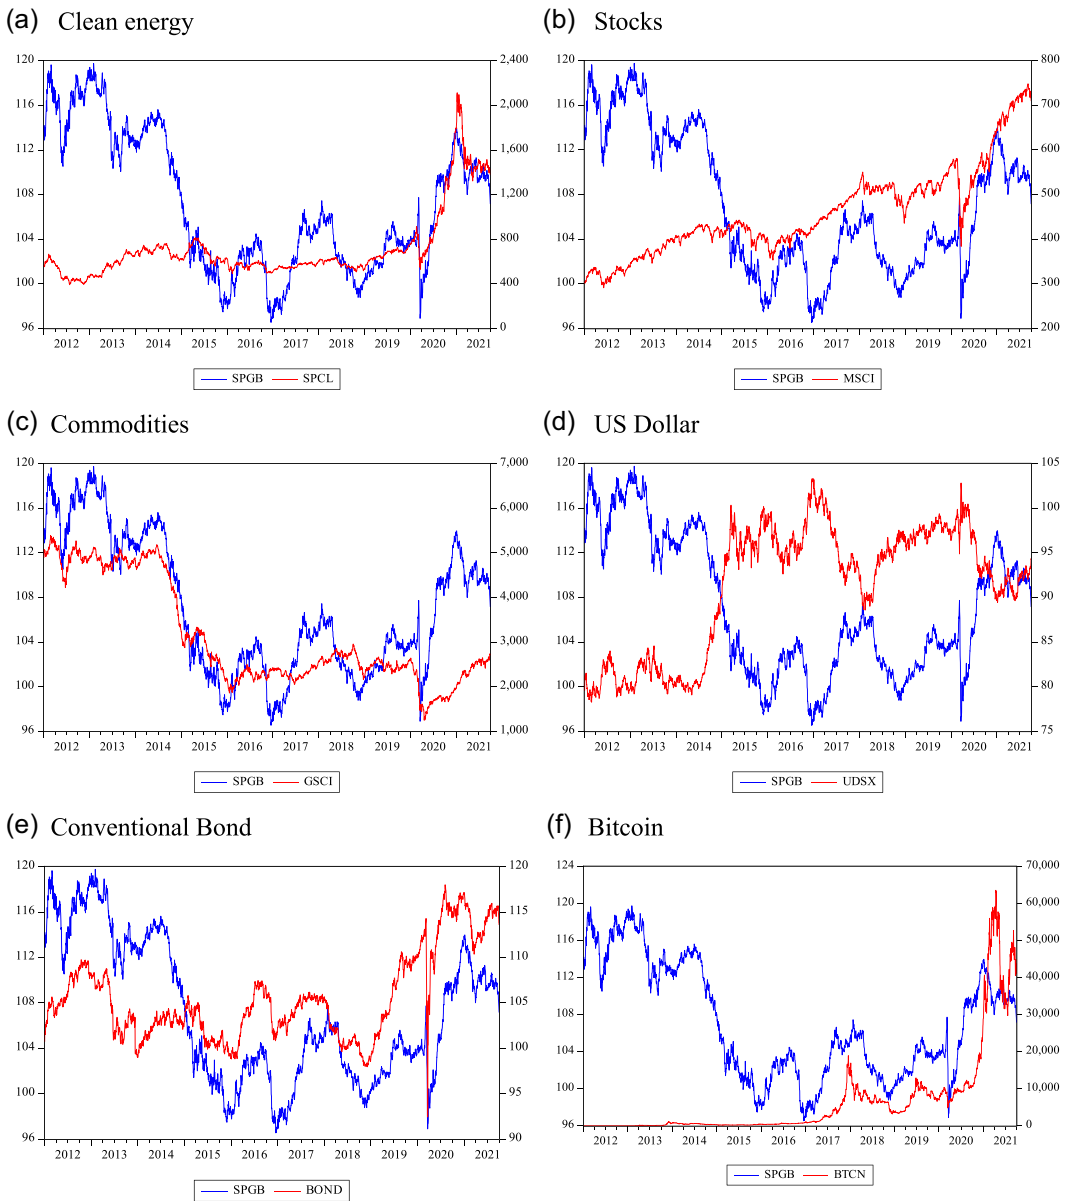 (a) Clean energy
120 2,400
116 2,000
112 1,600
108 1,200
104 800
100 400
96 0
2012 2013 2014 2015 2016 2017 2018 2019 2020 2021
SPGB SPCL
(b) Stocks
120 800
116 700
112 600
108 500
104 400
100 300
96 200
2012 2013 2014 2015 2016 2017 2018 2019 2020 2021
SPGB MSCI
(c) Commodities
120 7,000
116 6,000
112 5,000
108 4,000
104 3,000
100 2,000
96 1,000
2012 2013 2014 2015 2016 2017 2018 2019 2020 2021
SPGB GSCI
(d) US Dollar
120 105
116 100
112 95
108 90
104 85
100 80
96 75
2012 2013 2014 2015 2016 2017 2018 2019 2020 2021
SPGB UDSX
(e) Conventional Bond
120 120
116 115
112 110
108 105
104 100
100 95
96 90
2012 2013 2014 2015 2016 2017 2018 2019 2020 2021
SPGB BOND
(f) Bitcoin
124 70,000
120 60,000
116 50,000
112 40,000
108 30,000
104 20,000
100 10,000
96 0
2012 2013 2014 2015 2016 2017 2018 2019 2020 2021
SPGB BTCN